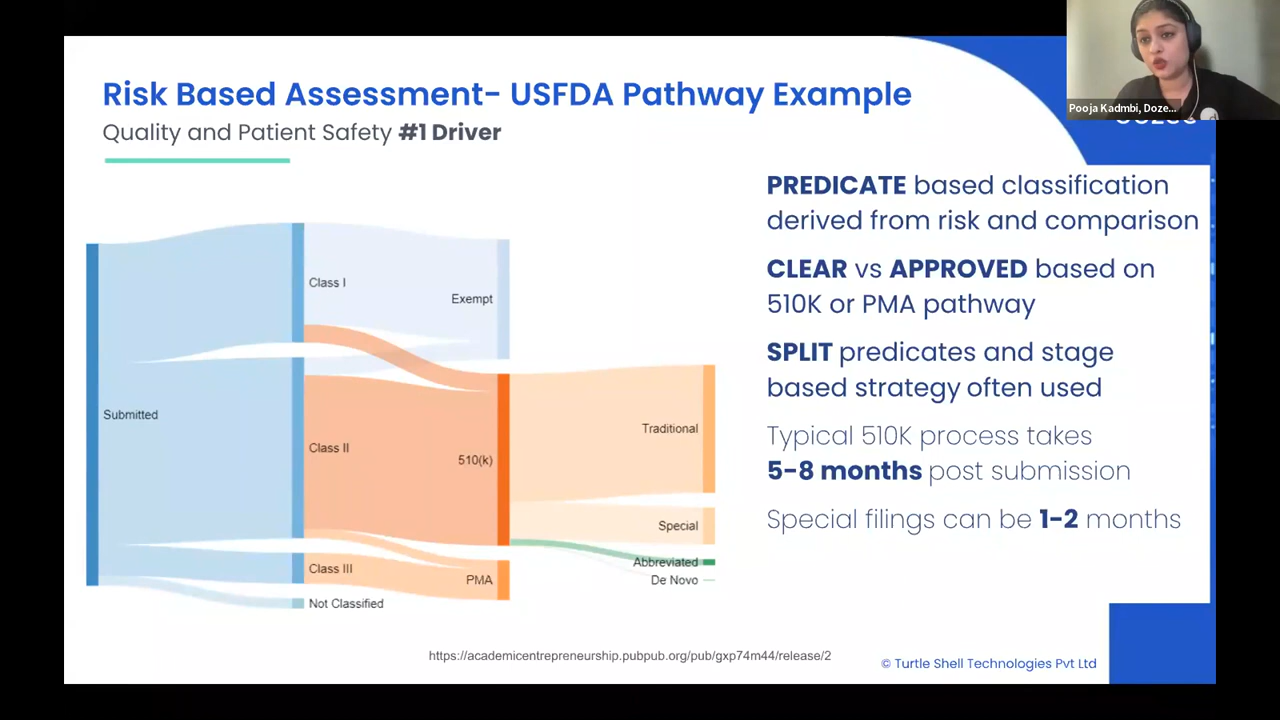 Pooja Kadmbi, Doze...
Risk Based Assessment- USFDA Pathway Example
Quality and Patient Safety #1 Driver
PREDICATE based classification
derived from risk and comparison
CLEAR vs APPROVED based on
510K or PMA pathway
SPLIT predicates and stage
based strategy often used
Typical 510K process takes
5-8 months post submission
Special filings can be 1-2 months
Submitted
Class I
Class II
Class III
Not Classified
Exempt
510(k)
PMA
Traditional
Special
Abbreviated
De Novo
https://academicentrepreneurship.pubpub.org/pub/gxp74m44/release/2
© Turtle Shell Technologies Pvt Ltd